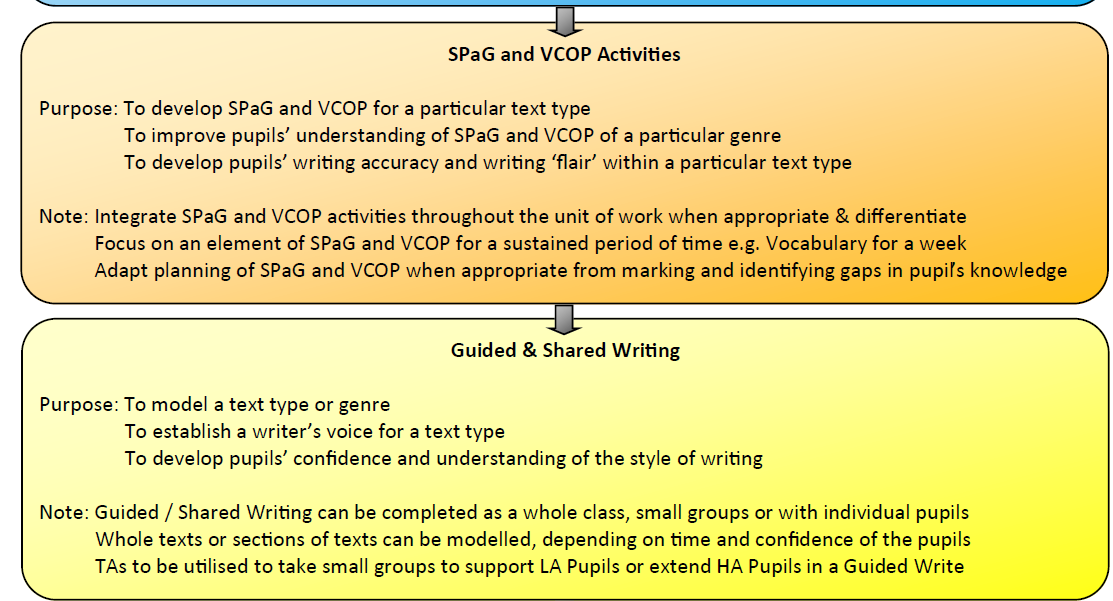 SPaG and VCOP Activities
Purpose: To develop SPaG and VCOP for a particular text type
To improve pupils’ understanding of SPaG and VCOP of a particular genre
To develop pupils’ writing accuracy and writing ‘flair’ within a particular text type
Note: Integrate SPaG and VCOP activities throughout the unit of work when appropriate & differentiate
Focus on an element of SPaG and VCOP for a sustained period of time e.g. Vocabulary for a week
Adapt planning of SPaG and VCOP when appropriate from marking and identifying gaps in pupil’s knowledge
Guided & Shared Writing
Purpose: To model a text type or genre
To establish a writer’s voice for a text type
To develop pupils’ confidence and understanding of the style of writing
Note: Guided / Shared Writing can be completed as a whole class, small groups or with individual pupils
Whole texts or sections of texts can be modelled, depending on time and confidence of the pupils
TAs to be utilised to take small groups to support LA Pupils or extend HA Pupils in a Guided Write